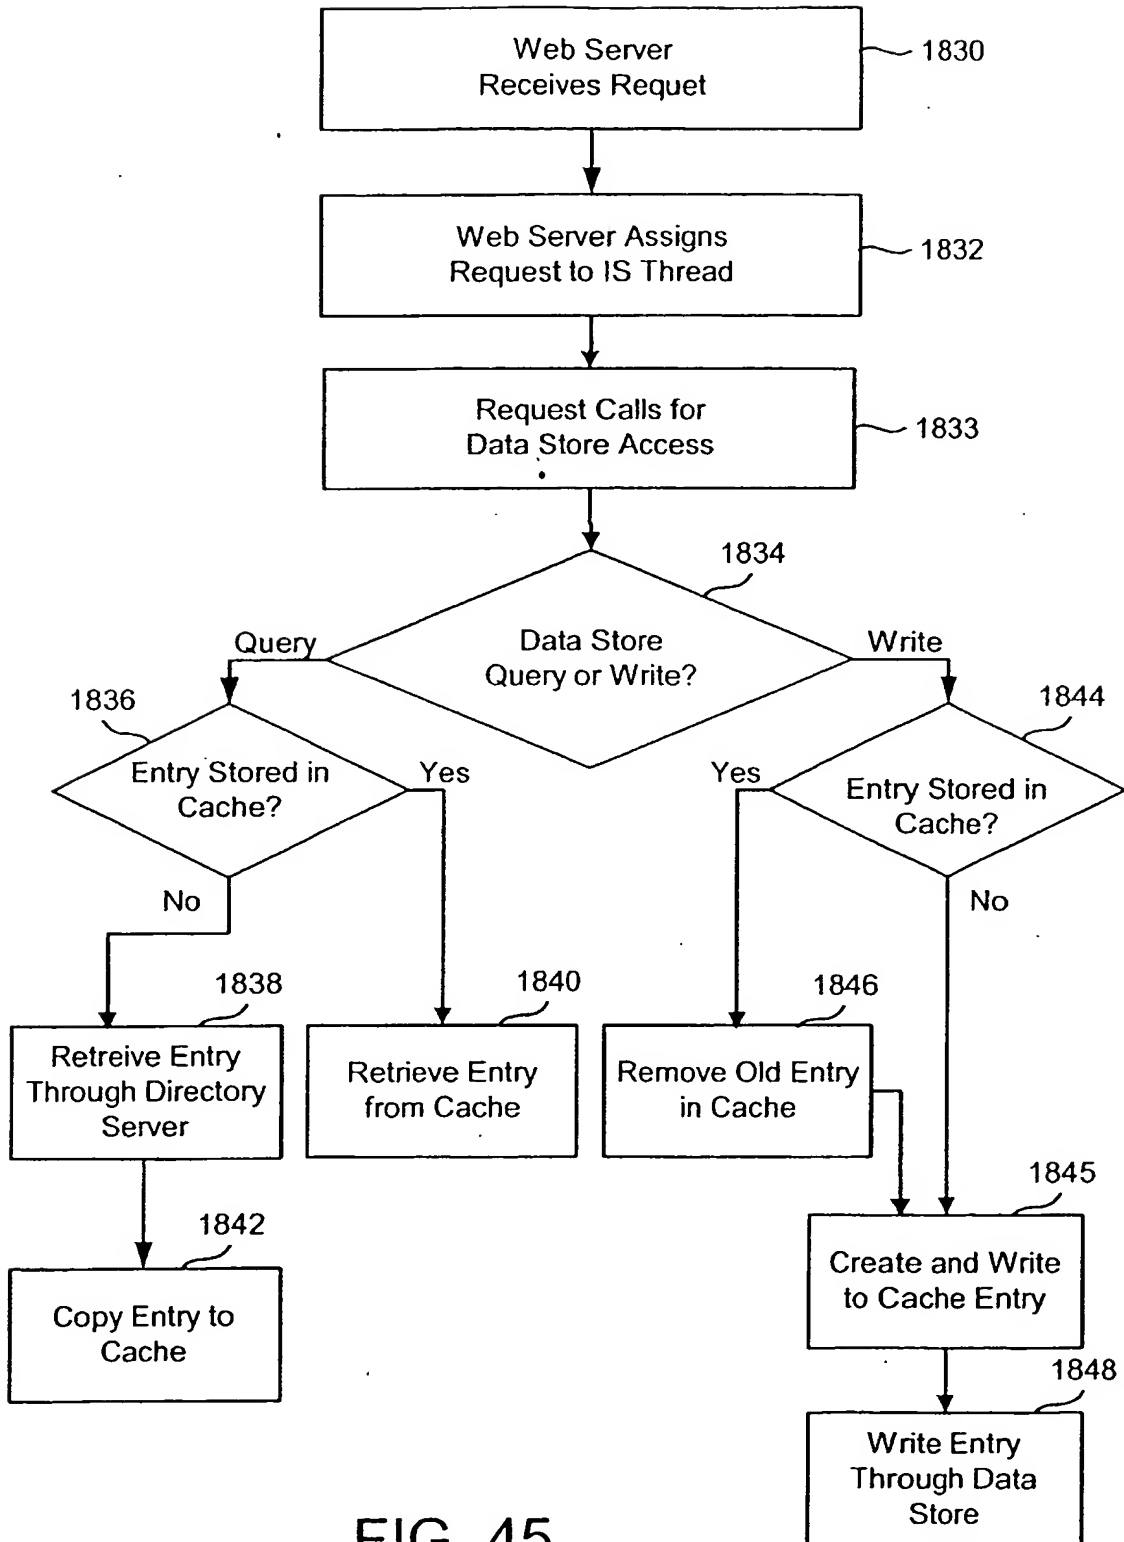 Web Server
Receives Requet
1830
Web Server Assigns
Request to IS Thread
1832
Request Calls for
Data Store Access
1833
1834
Data Store
Query or Write?
Query
Write
1836
Entry Stored in
Cache?
Yes
No
1844
Entry Stored in
Cache?
Yes
No
1838
Retreive Entry
Through Directory
Server
1840
Retrieve Entry
from Cache
1846
Remove Old Entry
in Cache
1842
Copy Entry to
Cache
1845
Create and Write
to Cache Entry
1848
Write Entry
Through Data
Store
FIG. 45